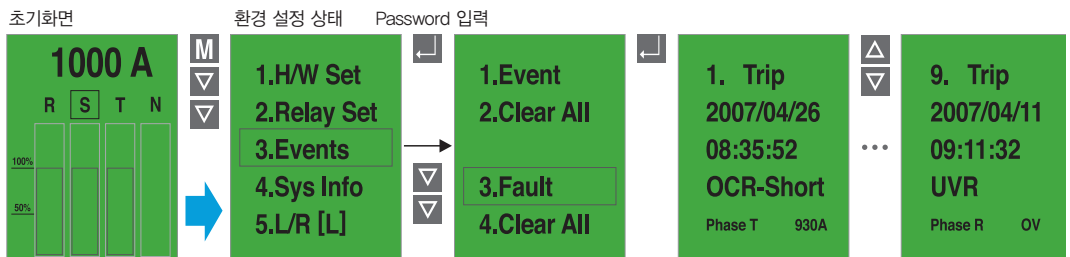 초기화면
환경 설정 상태
Password 입력
1000 A
R S T N
100%
50%
M
1.H/W Set
2.Relay Set
3.Events
4.Sys Info
5.L/R [L]
1.Event
2.Clear All
3.Fault
4.Clear All
1. Trip
2007/04/26
08:35:52
OCR-Short
Phase T 930A
...
9. Trip
2007/04/11
09:11:32
UVR
Phase R OV